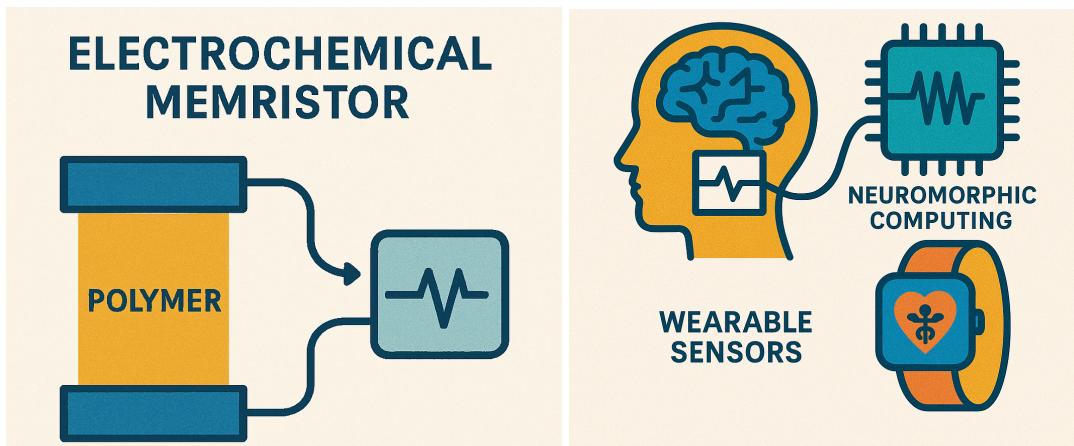 ELECTROCHEMICAL
MEMRISTOR
POLYMER
NEUROMORPHIC
COMPUTING
WEARABLE
SENSORS